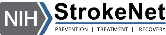 NIH StrokeNet
PREVENTION | TREATMENT | RECOVERY